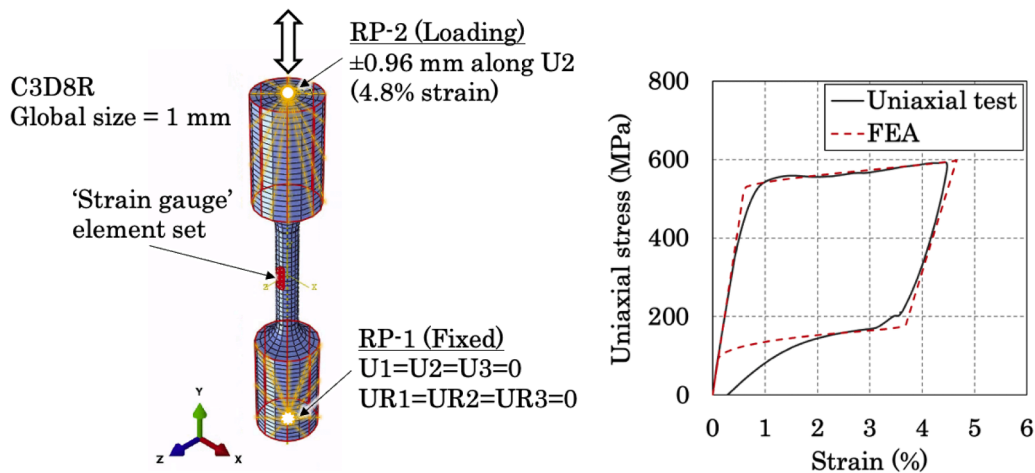 RP-2 (Loading)
±0.96 mm along U2
(4.8% strain)
C3D8R
Global size = 1 mm
'Strain gauge'
element set
RP-1 (Fixed)
U1=U2=U3=0
UR1=UR2=UR3=0
Y
Z
X
z
x
800
600
400
200
0
Uniaxial stress (MPa)
Uniaxial test
FEA
0 1 2 3 4 5 6
Strain (%)